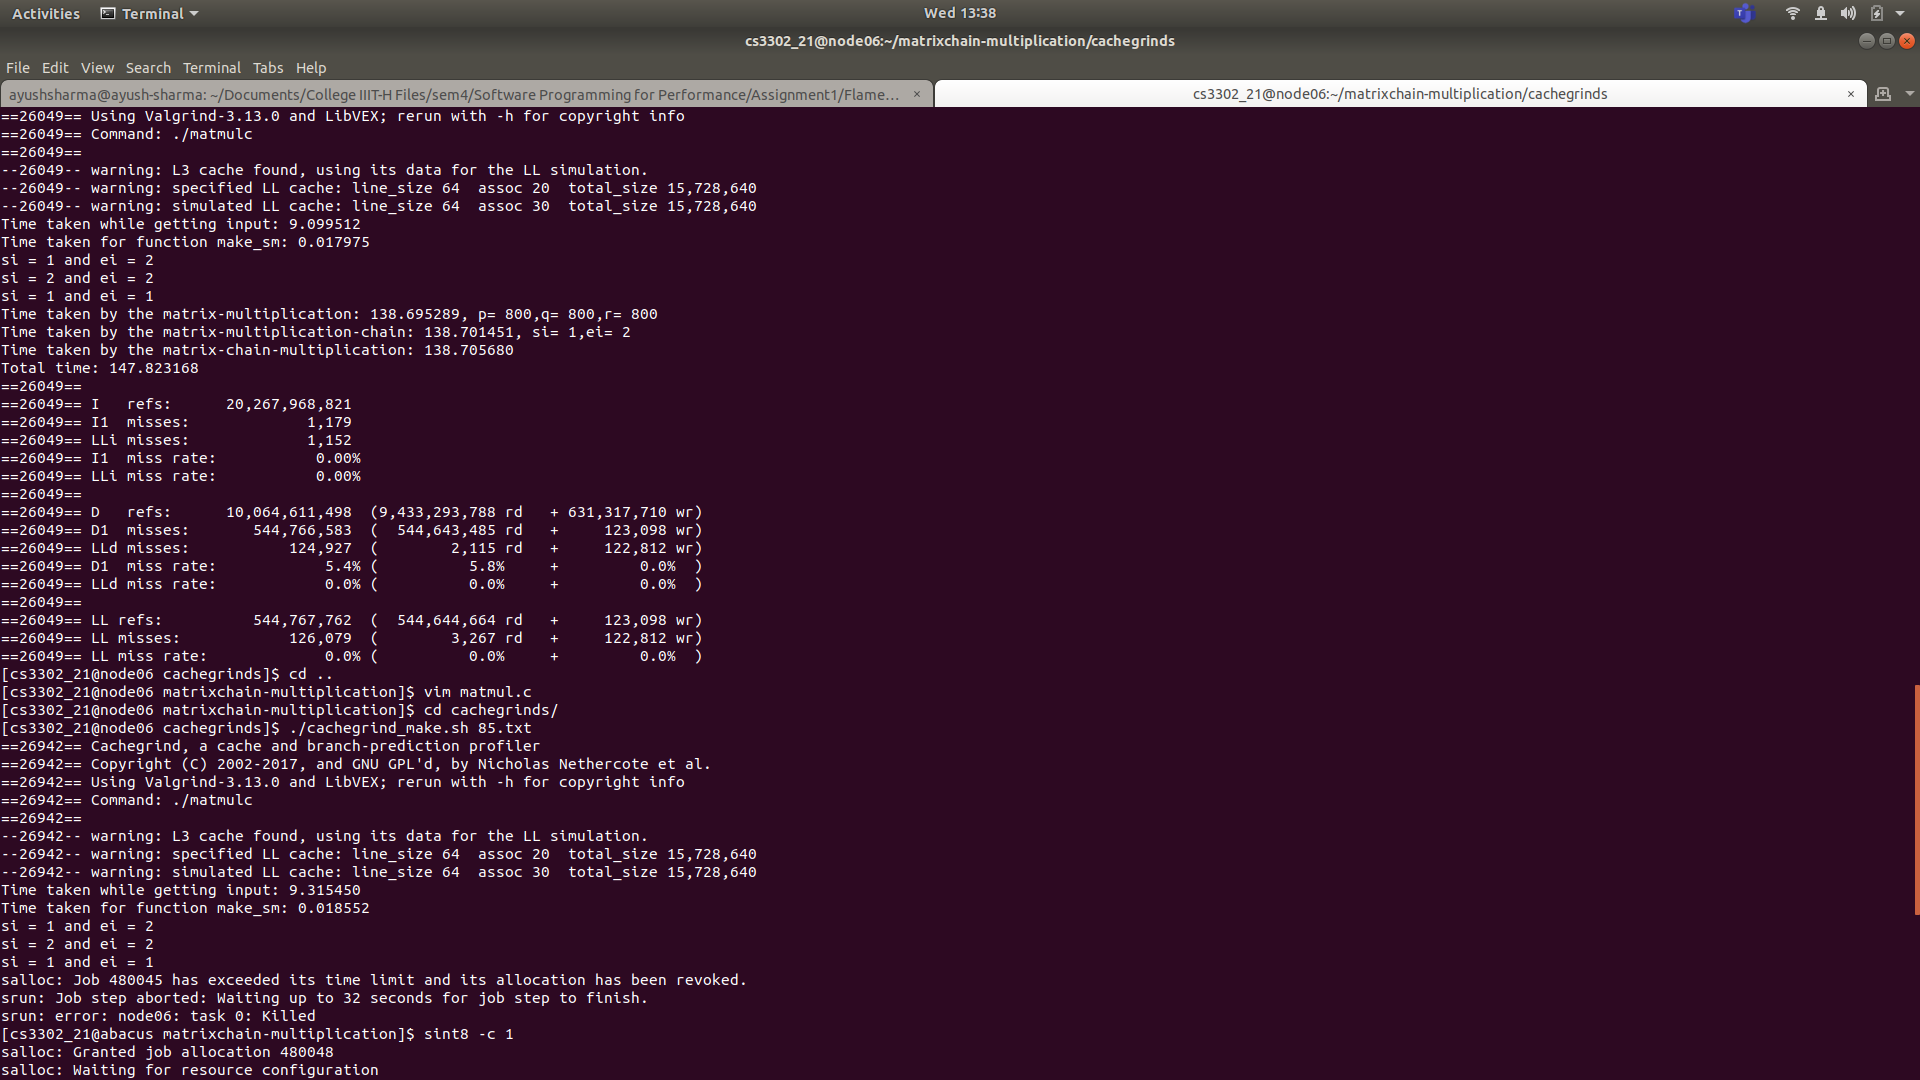 Activities Terminal Wed 13:38
cs3302_21@node06:~/matrixchain-multiplication/cachegrinds
File Edit View Search Terminal Tabs Help
ayushsharma@ayush-sharma: ~/Documents/College IIIT-H Files/sem4/Software Programming for Performance/Assignment1/Flame... × cs3302_21@node06:~/matrixchain-multiplication/cachegrinds ×
==26049== Using Valgrind-3.13.0 and LibVEX; rerun with -h for copyright info
==26049== Command: ./matmulc
==26049==
--26049-- warning: L3 cache found, using its data for the LL simulation.
--26049-- warning: specified LL cache: line_size 64  assoc 20  total_size 15,728,640
--26049-- warning: simulated LL cache: line_size 64  assoc 30  total_size 15,728,640
Time taken while getting input: 9.099512
Time taken for function make_sm: 0.017975
si = 1 and ei = 2
si = 2 and ei = 2
si = 1 and ei = 1
Time taken by the matrix-multiplication: 138.695289, p= 800,q= 800,r= 800
Time taken by the matrix-multiplication-chain: 138.701451, si= 1,ei= 2
Time taken by the matrix-chain-multiplication: 138.705680
Total time: 147.823168
==26049==
==26049== I   refs:      20,267,968,821
==26049== I1  misses:             1,179
==26049== LLi misses:             1,152
==26049== I1  miss rate:           0.00%
==26049== LLi miss rate:           0.00%
==26049==
==26049== D   refs:      10,064,611,498  (9,433,293,788 rd   + 631,317,710 wr)
==26049== D1  misses:       544,766,583  (  544,643,485 rd   +     123,098 wr)
==26049== LLd misses:           124,927  (        2,115 rd   +     122,812 wr)
==26049== D1  miss rate:            5.4% (          5.8%     +         0.0%  )
==26049== LLd miss rate:            0.0% (          0.0%     +         0.0%  )
==26049==
==26049== LL refs:          544,767,762  (  544,644,664 rd   +     123,098 wr)
==26049== LL misses:            126,079  (        3,267 rd   +     122,812 wr)
==26049== LL miss rate:             0.0% (          0.0%     +         0.0%  )
[cs3302_21@node06 cachegrinds]$ cd ..
[cs3302_21@node06 matrixchain-multiplication]$ vim matmul.c
[cs3302_21@node06 matrixchain-multiplication]$ cd cachegrinds/
[cs3302_21@node06 cachegrinds]$ ./cachegrind_make.sh 85.txt
==26942== Cachegrind, a cache and branch-prediction profiler
==26942== Copyright (C) 2002-2017, and GNU GPL'd, by Nicholas Nethercote et al.
==26942== Using Valgrind-3.13.0 and LibVEX; rerun with -h for copyright info
==26942== Command: ./matmulc
==26942==
--26942-- warning: L3 cache found, using its data for the LL simulation.
--26942-- warning: specified LL cache: line_size 64  assoc 20  total_size 15,728,640
--26942-- warning: simulated LL cache: line_size 64  assoc 30  total_size 15,728,640
Time taken while getting input: 9.315450
Time taken for function make_sm: 0.018552
si = 1 and ei = 2
si = 2 and ei = 2
si = 1 and ei = 1
salloc: Job 480045 has exceeded its time limit and its allocation has been revoked.
srun: Job step aborted: Waiting up to 32 seconds for job step to finish.
srun: error: node06: task 0: Killed
[cs3302_21@abacus matrixchain-multiplication]$ sint8 -c 1
salloc: Granted job allocation 480048
salloc: Waiting for resource configuration